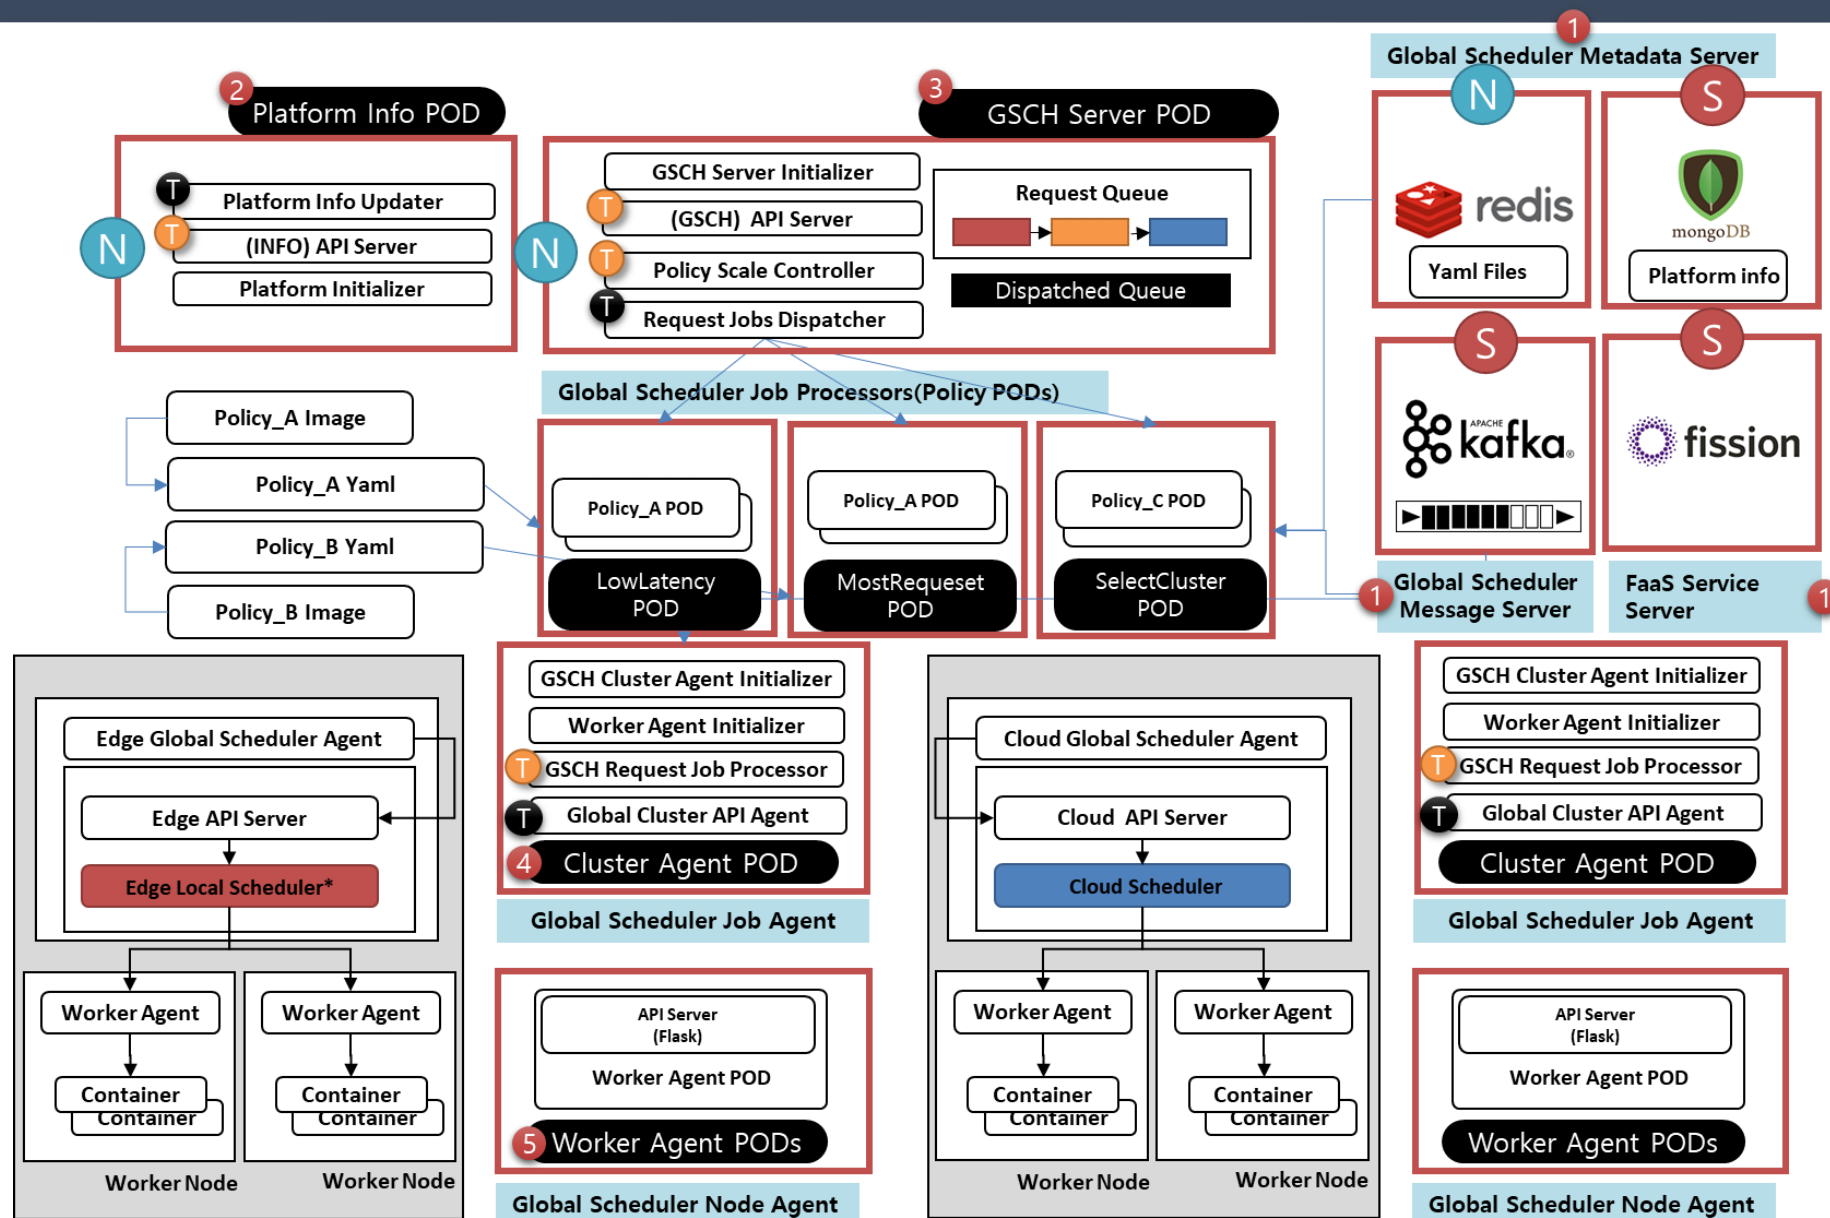 1
Global Scheduler Metadata Server
2
Platform Info POD
3
GSCH Server POD
N
S
T
Platform Info Updater
T
(INFO) API Server
Platform Initializer
N
GSCH Server Initializer
T
(GSCH) API Server
T
Policy Scale Controller
T
Request Jobs Dispatcher
N
Request Queue
Dispatched Queue
redis
Yaml Files
mongoDB
Platform info
S
S
APACHE
kafka®
fission
Global Scheduler Job Processors(Policy PODs)
Policy_A Image
Policy_A Yaml
Policy_B Yaml
Policy_B Image
Policy_A POD
LowLatency
POD
Policy_A POD
MostRequeset
POD
Policy_C POD
SelectCluster
POD
1
Global Scheduler
Message Server
FaaS Service
Server
1
Edge Global Scheduler Agent
Edge API Server
Edge Local Scheduler*
Worker Agent
Container
Container
Worker Node
Worker Agent
Container
Container
Worker Node
GSCH Cluster Agent Initializer
Worker Agent Initializer
T
GSCH Request Job Processor
T
Global Cluster API Agent
4
Cluster Agent POD
Global Scheduler Job Agent
API Server
(Flask)
Worker Agent POD
5
Worker Agent PODs
Global Scheduler Node Agent
Cloud Global Scheduler Agent
Cloud API Server
Cloud Scheduler
Worker Agent
Container
Container
Worker Node
Worker Agent
Container
Container
Worker Node
GSCH Cluster Agent Initializer
Worker Agent Initializer
T
GSCH Request Job Processor
T
Global Cluster API Agent
Cluster Agent POD
Global Scheduler Job Agent
API Server
(Flask)
Worker Agent POD
Worker Agent PODs
Global Scheduler Node Agent